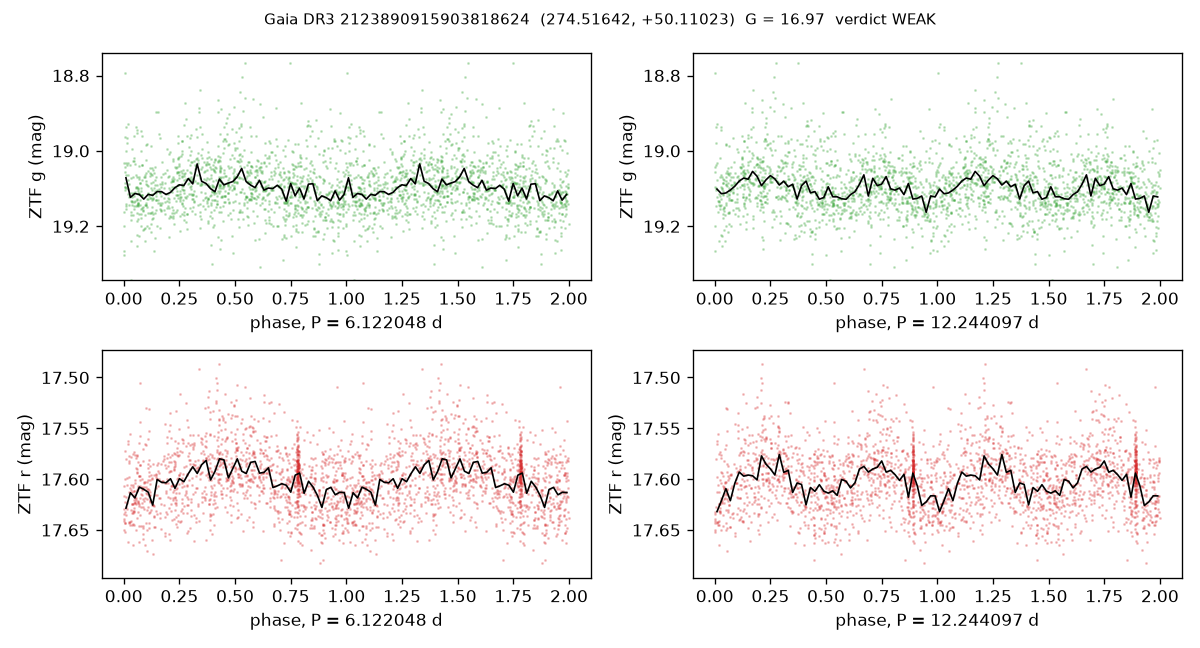 Gaia DR3 2123890915903818624 (274.51642, +50.11023) G = 16.97 verdict WEAK
ZTF g (mag)
18.8
19.0
19.2
0.00 0.25 0.50 0.75 1.00 1.25 1.50 1.75 2.00
phase, P = 6.122048 d
ZTF g (mag)
18.8
19.0
19.2
0.00 0.25 0.50 0.75 1.00 1.25 1.50 1.75 2.00
phase, P = 12.244097 d
ZTF r (mag)
17.50
17.55
17.60
17.65
0.00 0.25 0.50 0.75 1.00 1.25 1.50 1.75 2.00
phase, P = 6.122048 d
ZTF r (mag)
17.50
17.55
17.60
17.65
0.00 0.25 0.50 0.75 1.00 1.25 1.50 1.75 2.00
phase, P = 12.244097 d